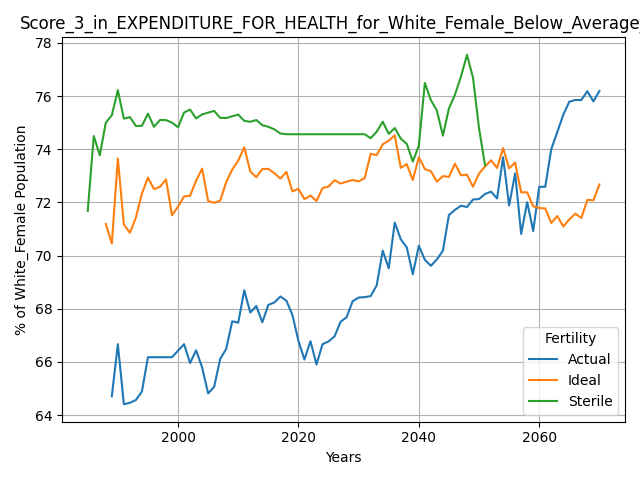 Score_3_in_EXPENDITURE_FOR_HEALTH_for_White_Female_Below_Average
78
76
74
72
70
68
66
64
% of White_Female Population
2000
2020
2040
2060
Years
Fertility
Actual
Ideal
Sterile